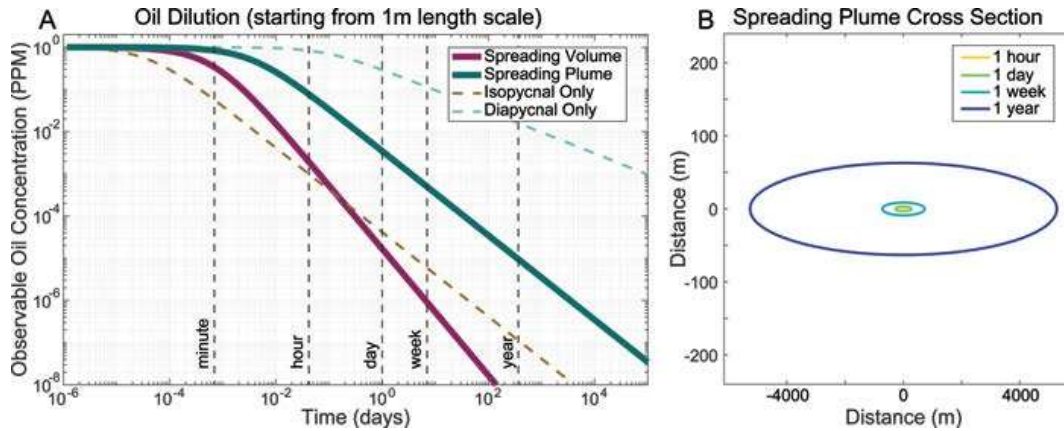 A Oil Dilution (starting from 1m length scale)
Observable Oil Concentration (PPM)
10^0
10^-2
10^-4
10^-6
10^-8
Spreading Volume
Spreading Plume
Isopycnal Only
Diapycnal Only
minute
hour
day
week
year
10^-6
10^-4
10^-2
10^0
10^2
10^4
Time (days)
B Spreading Plume Cross Section
Distance (m)
200
100
0
-100
-200
1 hour
1 day
1 week
1 year
-4000
0
4000
Distance (m)